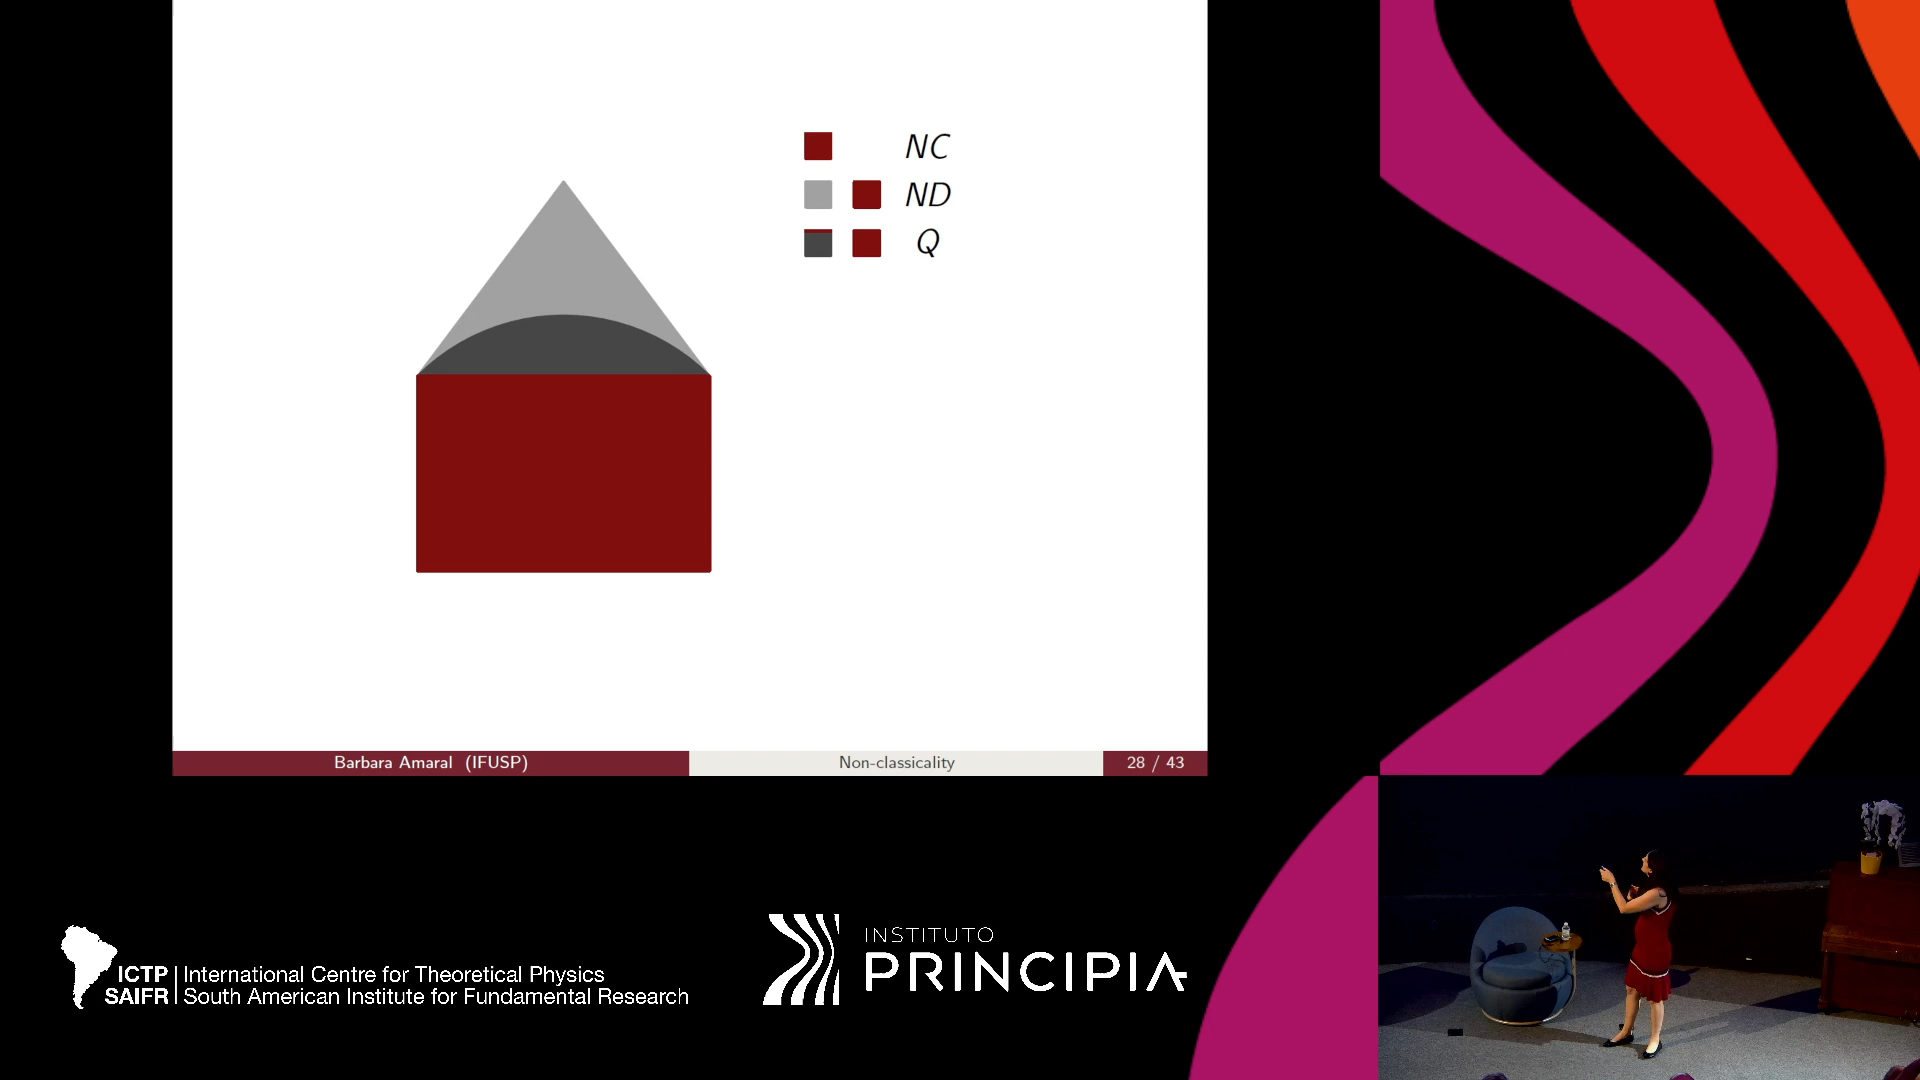 NC
ND
Q
Barbara Amaral (IFUSP)
Non-classicality
28 / 43
ICTP
SAIFR
International Centre for Theoretical Physics
South American Institute for Fundamental Research
INSTITUTO
PRINCIPIA